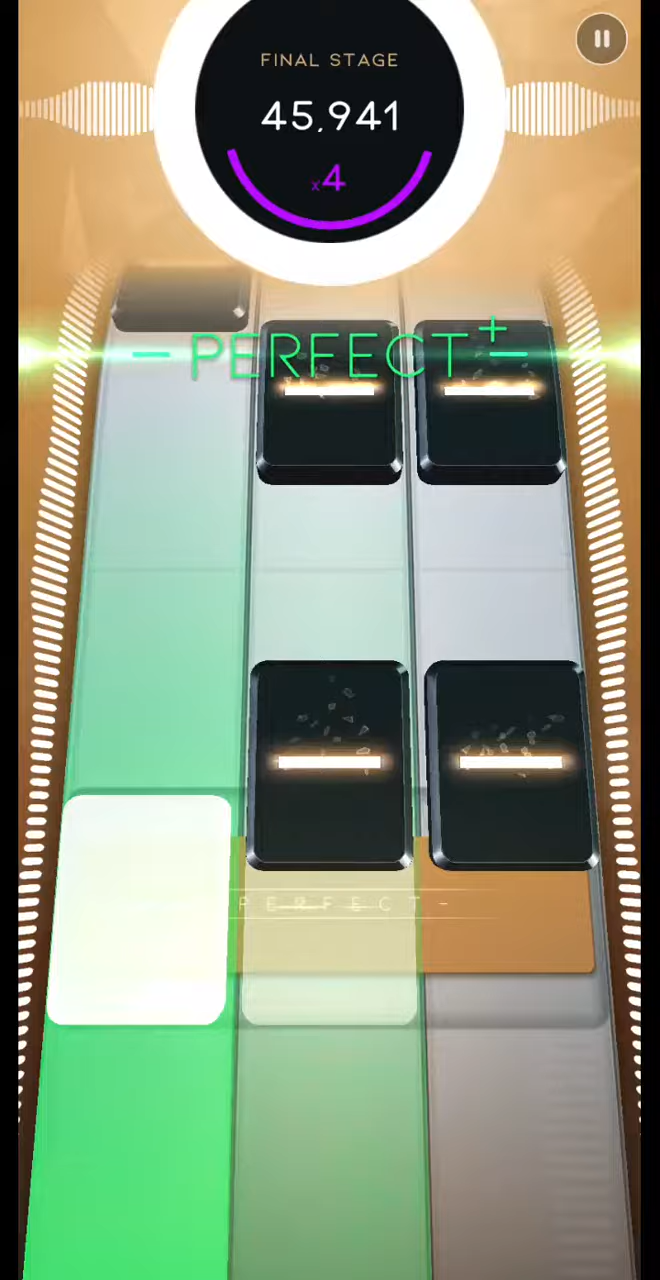 FINAL STAGE
45,941
x4
- PERFECT+ -
PERFECT -